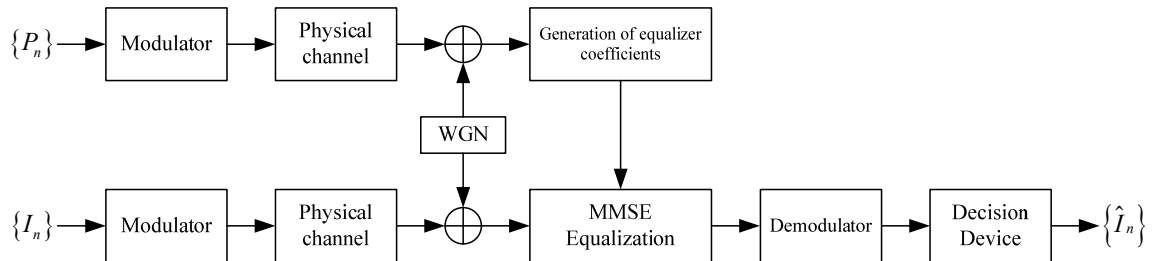 {P_n}
Modulator
Physical
channel
Generation of equalizer
coefficients
WGN
{I_n}
Modulator
Physical
channel
MMSE
Equalization
Demodulator
Decision
Device
{Î_n}